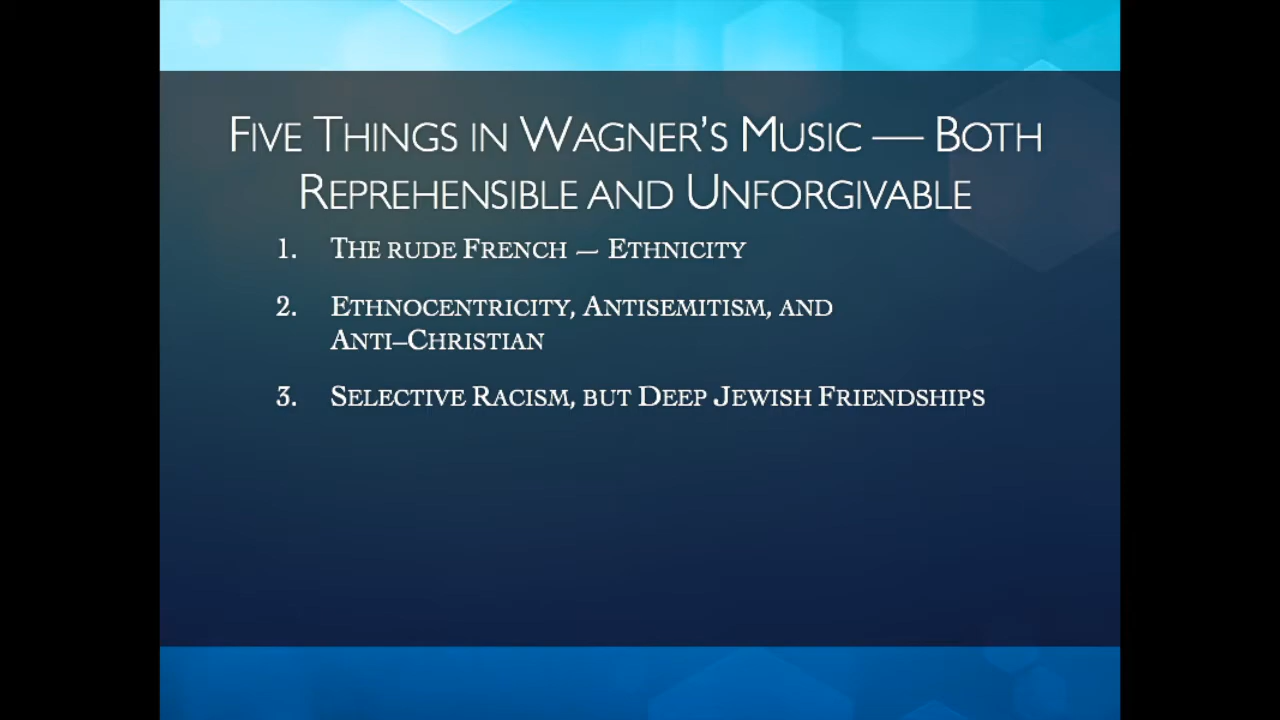 Five Things in Wagner’s Music — Both
Reprehensible and Unforgivable
1. The rude French — Ethnicity
2. Ethnocentricity, Antisemitism, and
Anti–Christian
3. Selective Racism, but Deep Jewish Friendships